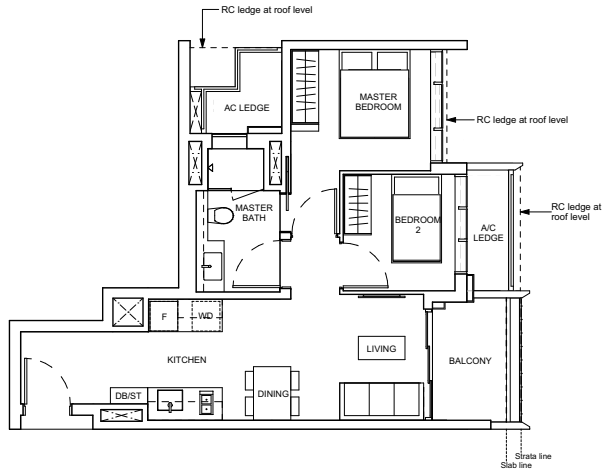 RC ledge at roof level
AC LEDGE
MASTER
BEDROOM
RC ledge at roof level
MASTER
BATH
BEDROOM
2
A/C
LEDGE
RC ledge at
roof level
F
WD
KITCHEN
LIVING
BALCONY
DB/ST
DINING
Strata line
Slab line